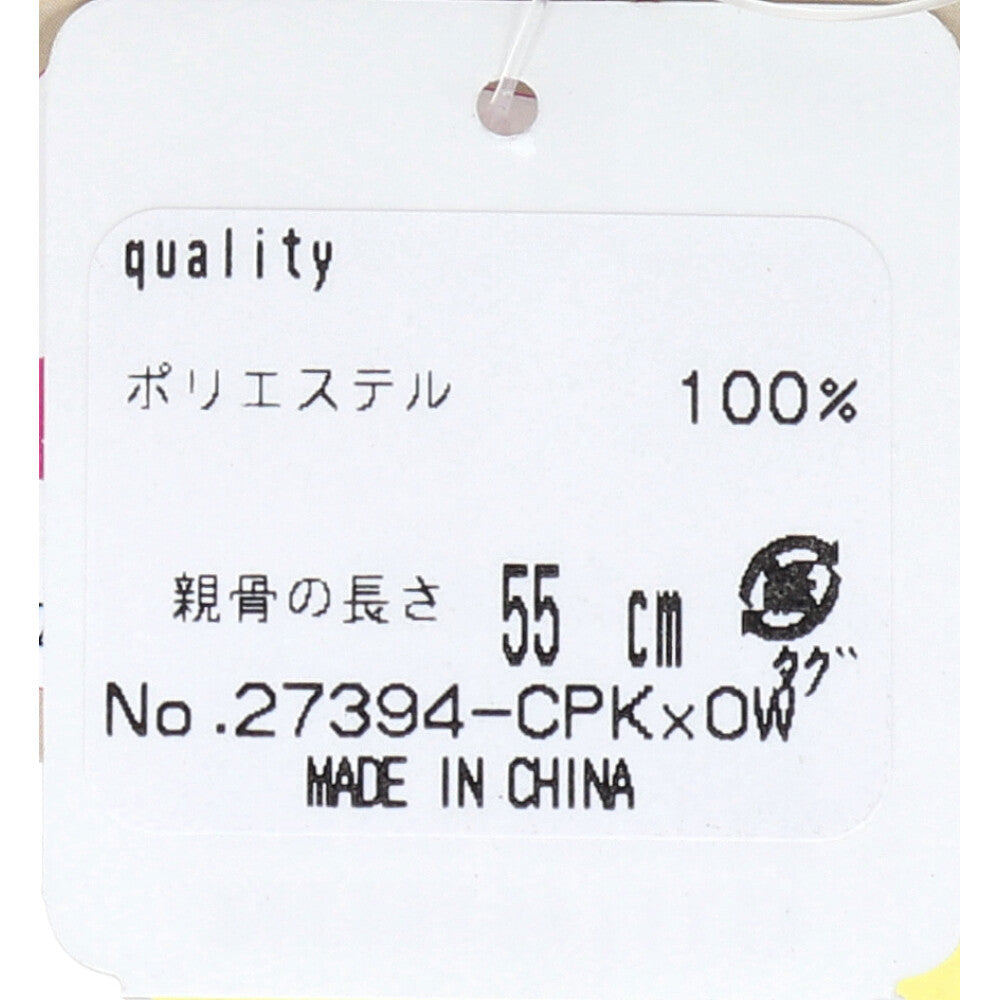 quality
ポリエステル 100%
親骨の長さ 55 cm
タグ
No.27394-CPK×OW
MADE IN CHINA